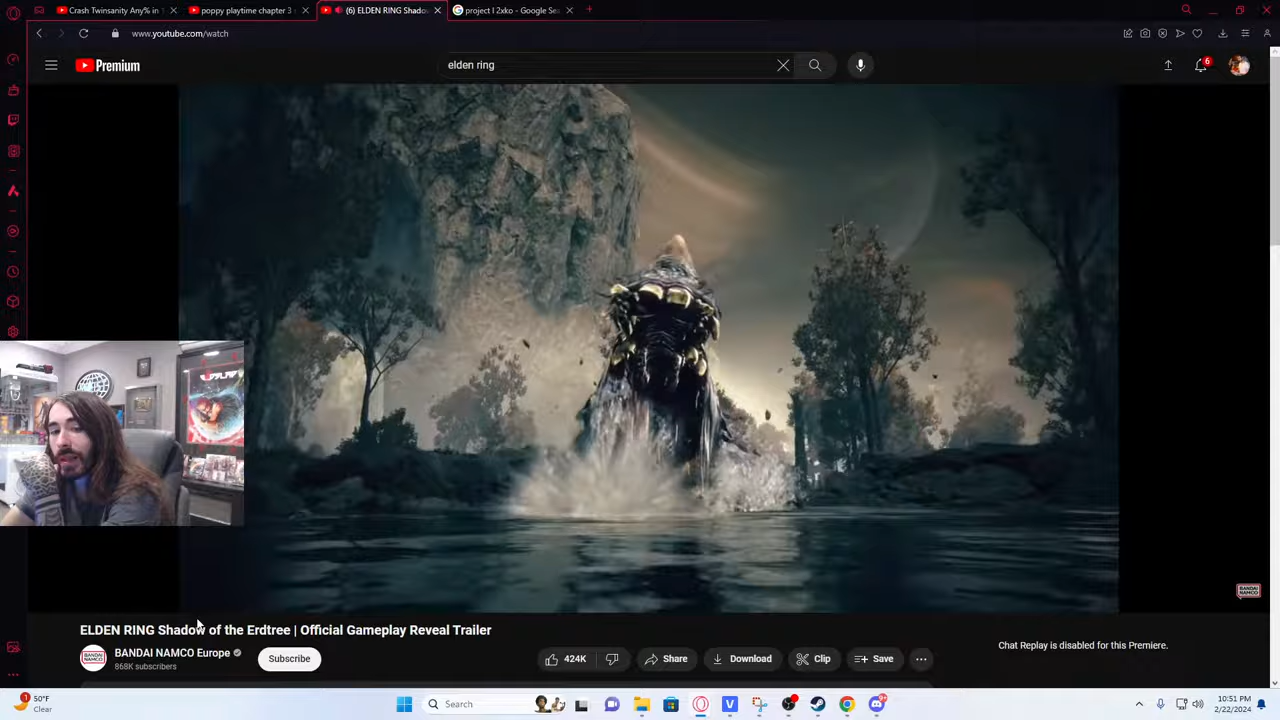 Crash Twinsanity Any% in
poppy playtime chapter 3
(6) ELDEN RING Shado
project l 2xko - Google Se
www.youtube.com/watch
Premium
elden ring
6
BANDAI NAMCO
ELDEN RING Shadow of the Erdtree | Official Gameplay Reveal Trailer
BANDAI NAMCO Europe
868K subscribers
Subscribe
424K
Share
Download
Clip
Save
Chat Replay is disabled for this Premiere.
50°F
Clear
Search
10:51 PM
2/22/2024